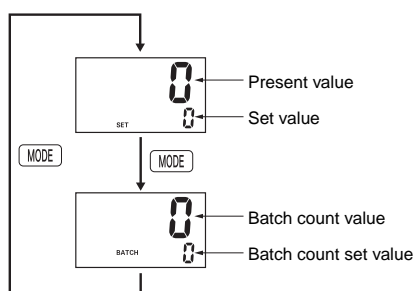 0
Present value
0
Set value
SET
MODE
MODE
0
Batch count value
0
Batch count set value
BATCH